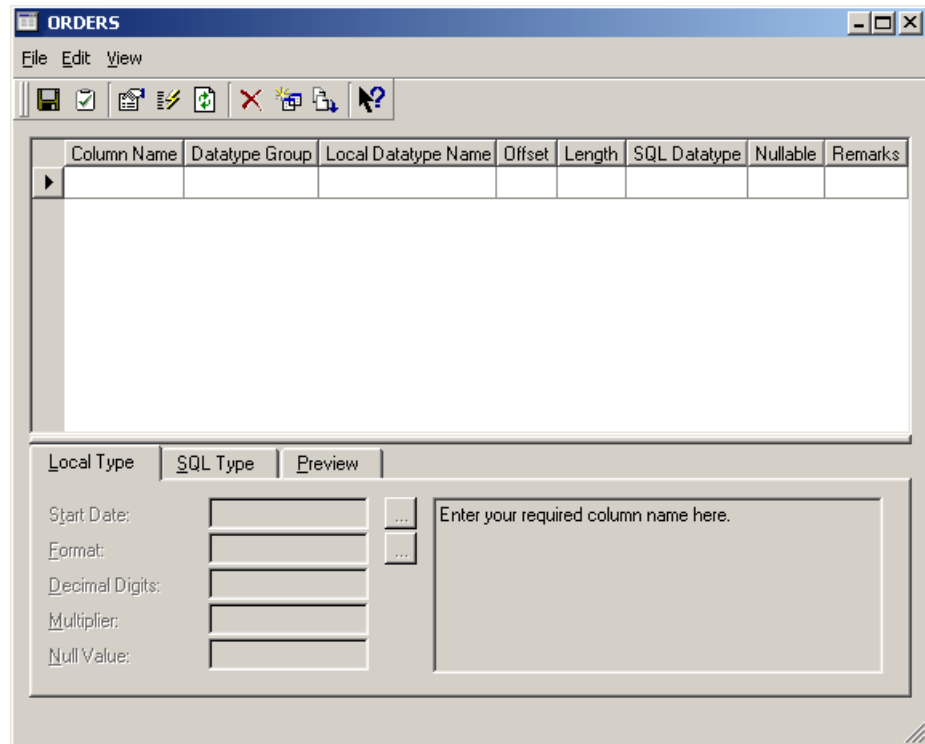 ORDERS
File Edit View
Column Name Datatype Group Local Datatype Name Offset Length SQL Datatype Nullable Remarks
Local Type SQL Type Preview
Start Date: ... Enter your required column name here.
Format: ...
Decimal Digits:
Multiplier:
Null Value: